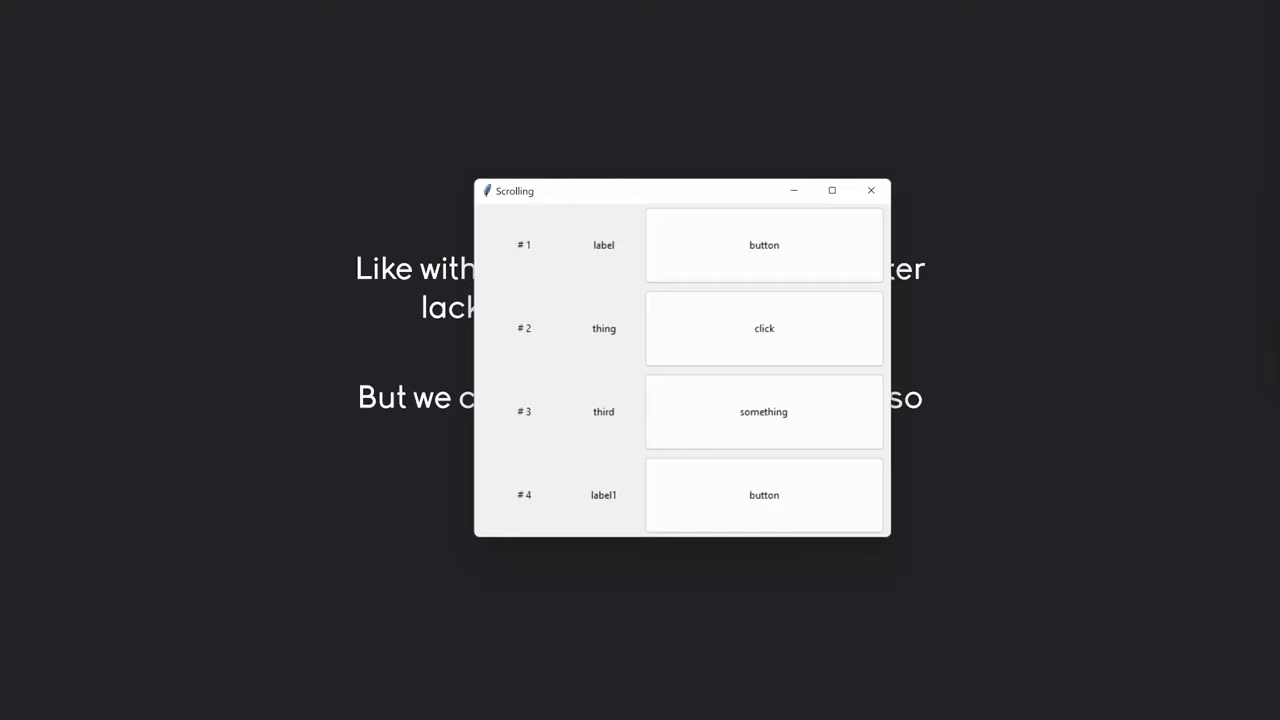 Scrolling
# 1 label button
Like with
lack
# 2 thing click
But we so
# 3 third something
# 4 label1 button